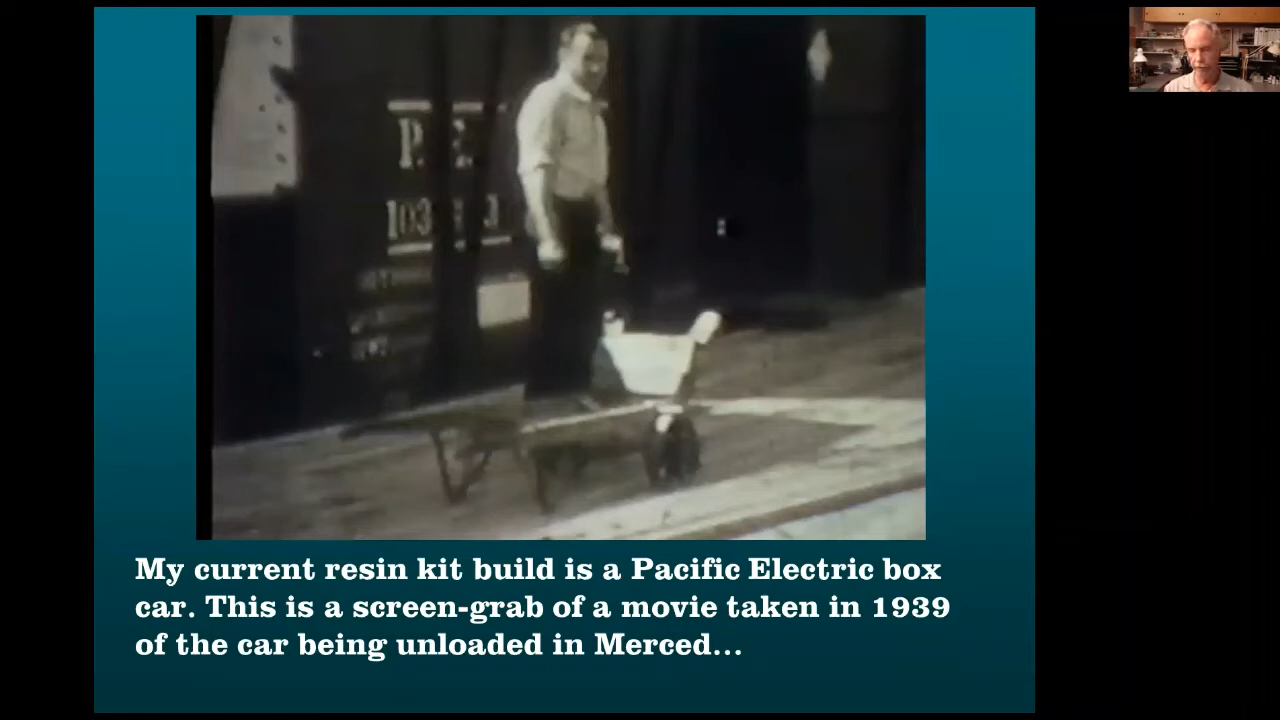 P.
103
My current resin kit build is a Pacific Electric box
car. This is a screen-grab of a movie taken in 1939
of the car being unloaded in Merced...